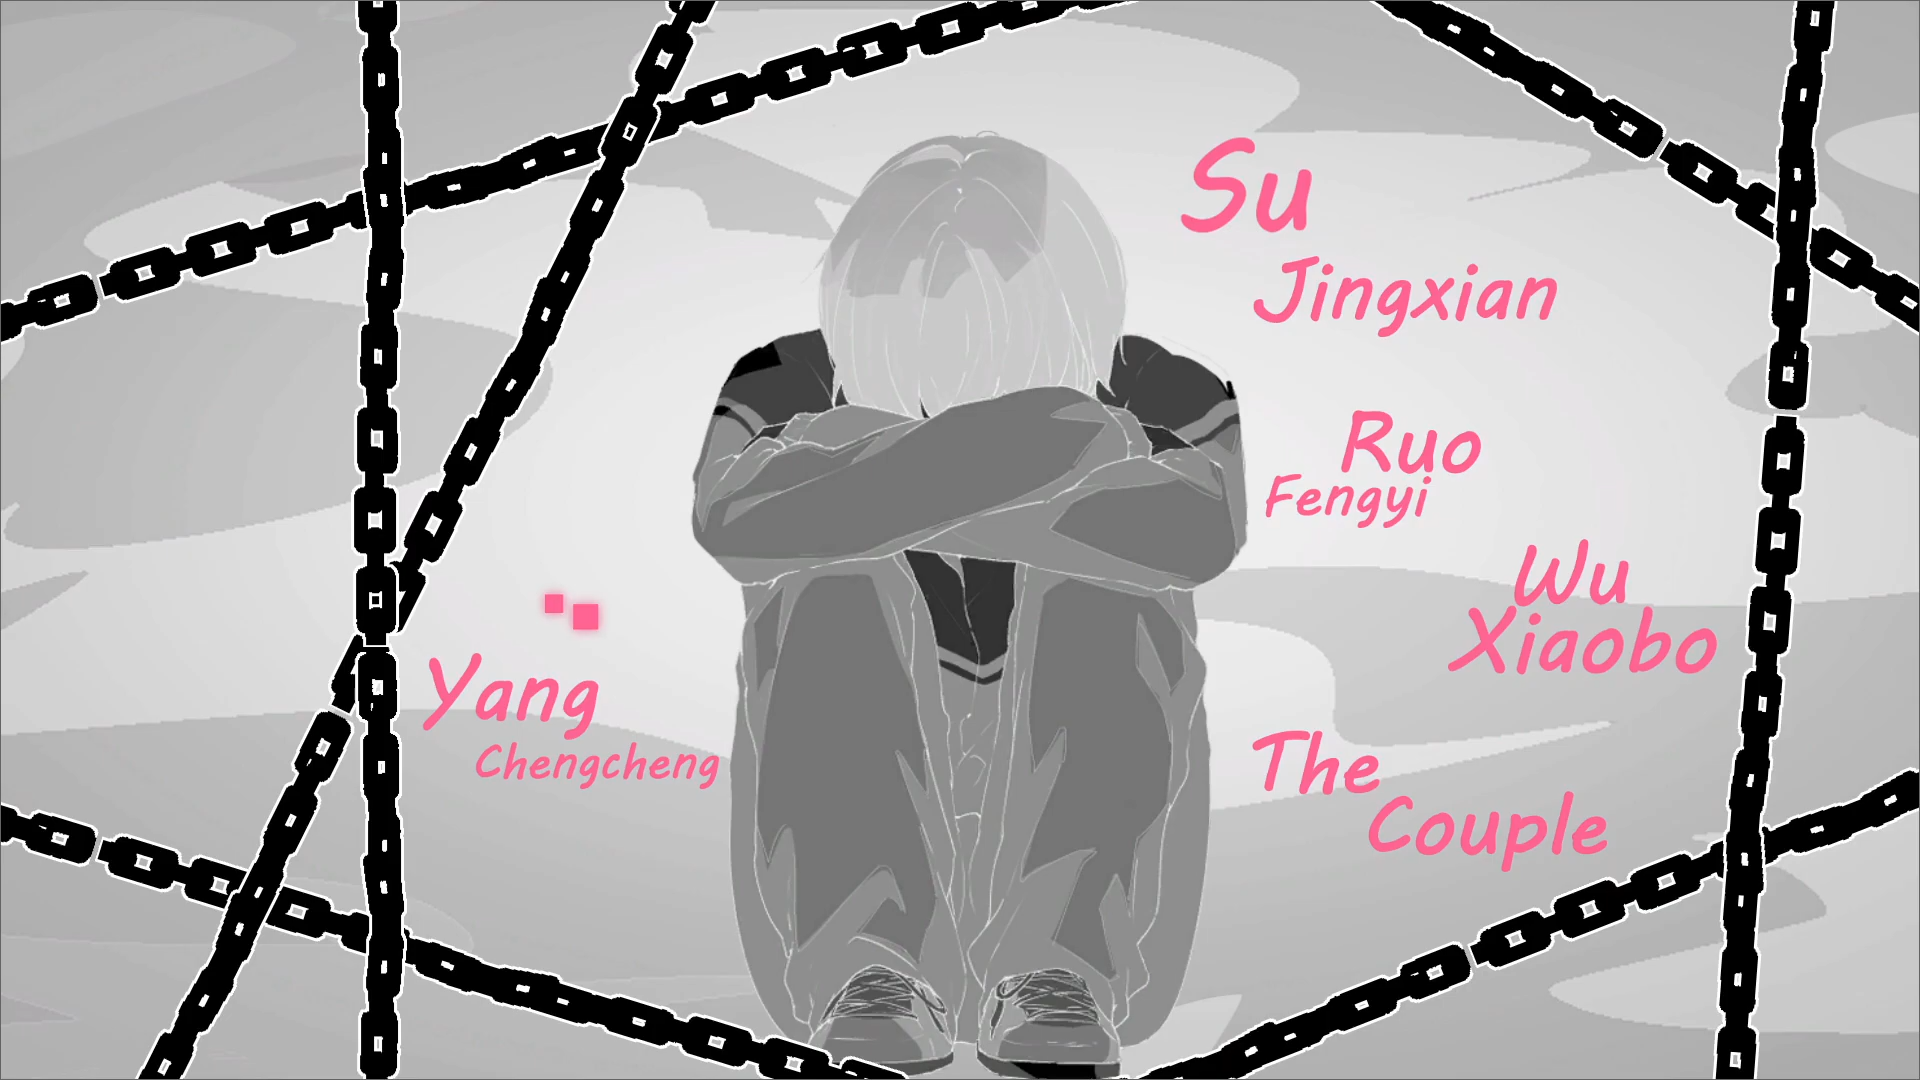 Su
Jingxian
Ruo
Fengyi
Wu
Xiaobo
Yang
Chengcheng
The
Couple